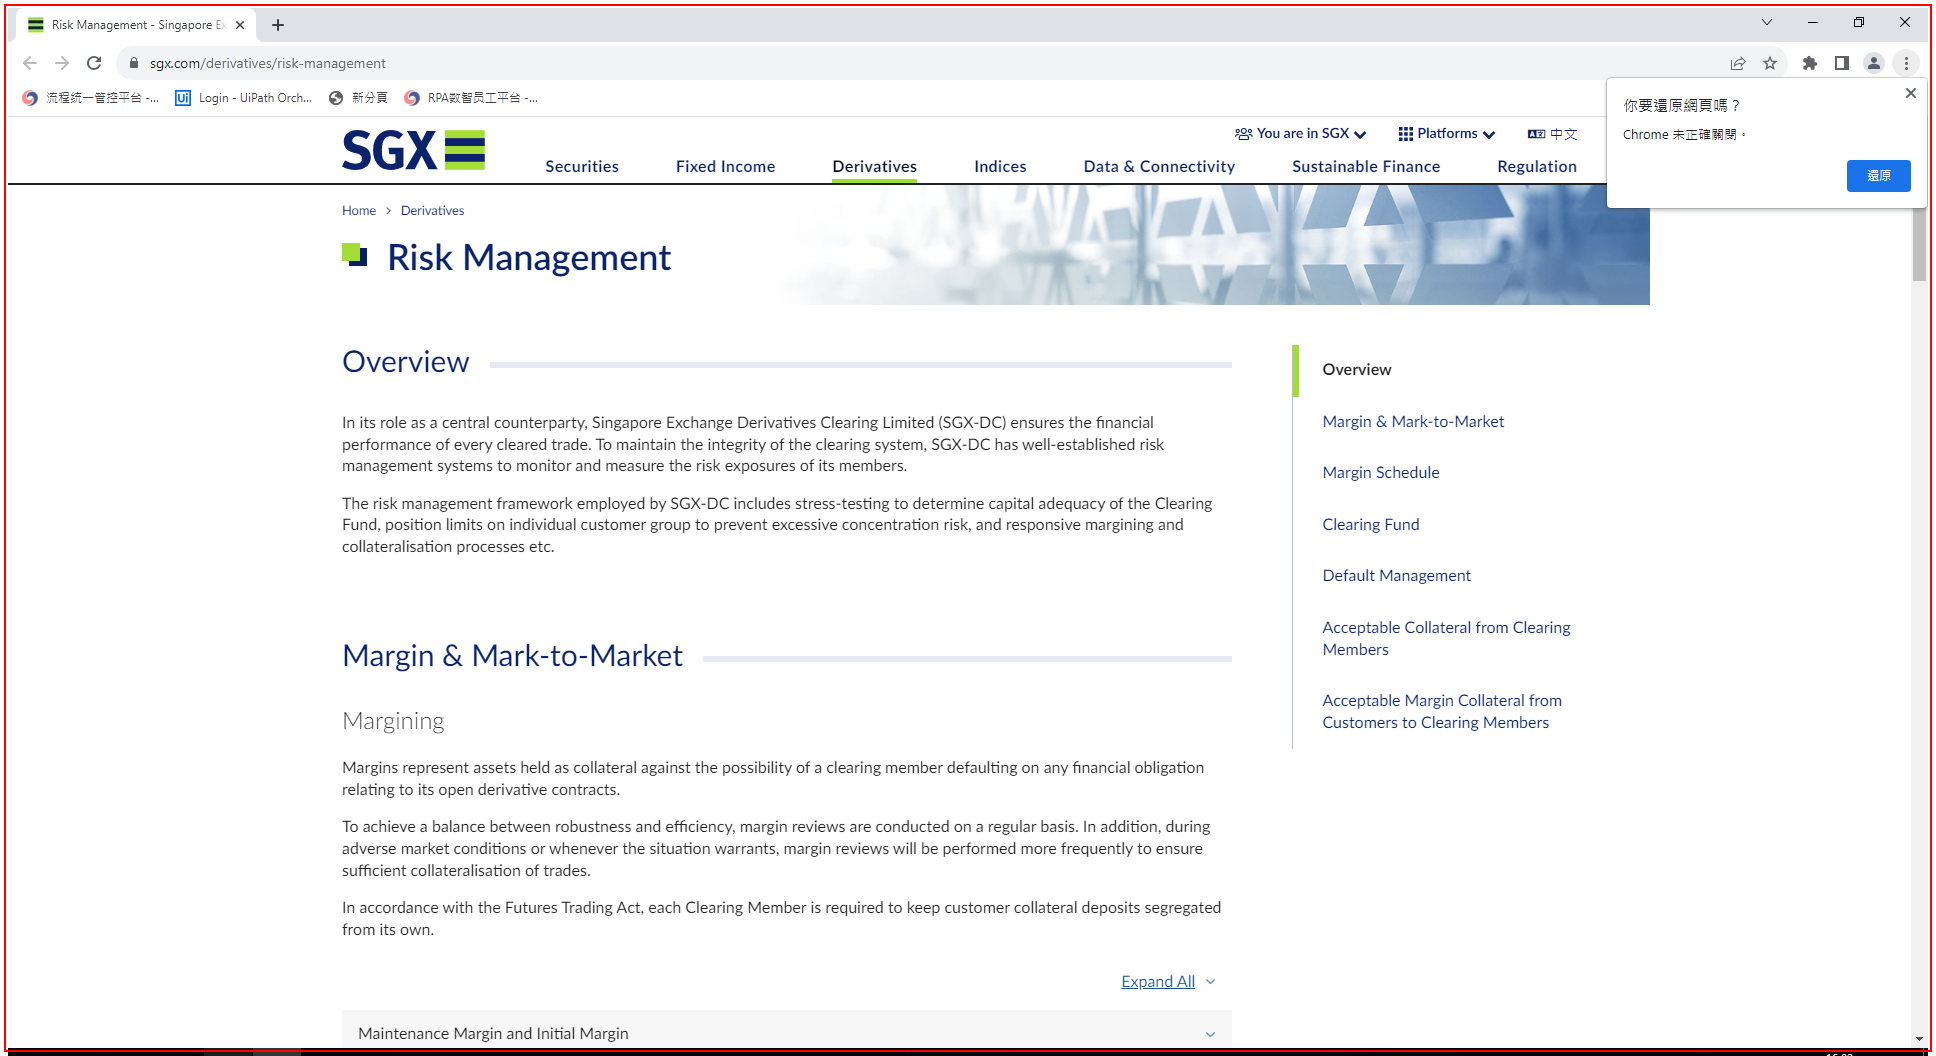 Risk Management - Singapore Ex
sgx.com/derivatives/risk-management
流程统一管控平台 -...
Ui
Login - UiPath Orch...
新分頁
RPA数智员工平台 -...
你要還原網頁嗎？
Chrome 未正確關閉。
還原
SGX
You are in SGX
Platforms
中文
Securities
Fixed Income
Derivatives
Indices
Data & Connectivity
Sustainable Finance
Regulation
Home > Derivatives
Risk Management
Overview
In its role as a central counterparty, Singapore Exchange Derivatives Clearing Limited (SGX-DC) ensures the financial
performance of every cleared trade. To maintain the integrity of the clearing system, SGX-DC has well-established risk
management systems to monitor and measure the risk exposures of its members.
The risk management framework employed by SGX-DC includes stress-testing to determine capital adequacy of the Clearing
Fund, position limits on individual customer group to prevent excessive concentration risk, and responsive margining and
collateralisation processes etc.
Margin & Mark-to-Market
Margining
Margins represent assets held as collateral against the possibility of a clearing member defaulting on any financial obligation
relating to its open derivative contracts.
To achieve a balance between robustness and efficiency, margin reviews are conducted on a regular basis. In addition, during
adverse market conditions or whenever the situation warrants, margin reviews will be performed more frequently to ensure
sufficient collateralisation of trades.
In accordance with the Futures Trading Act, each Clearing Member is required to keep customer collateral deposits segregated
from its own.
Expand All
Maintenance Margin and Initial Margin
Overview
Margin & Mark-to-Market
Margin Schedule
Clearing Fund
Default Management
Acceptable Collateral from Clearing
Members
Acceptable Margin Collateral from
Customers to Clearing Members